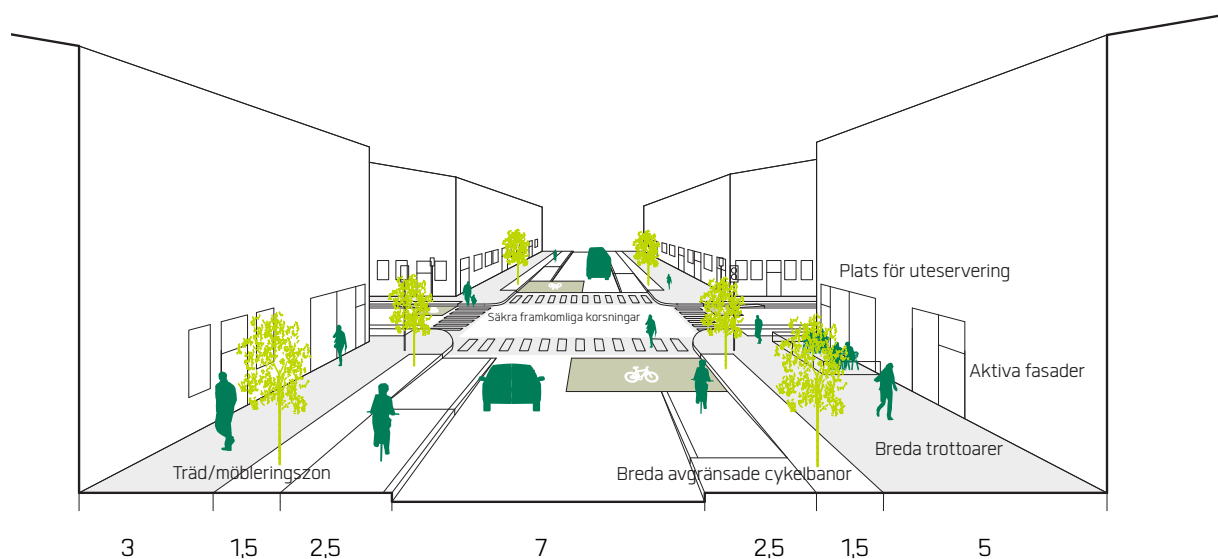 Plats för uteservering
Säkra framkomliga korsningar
Aktiva fasader
Breda trottoarer
Träd/möbleringszon
Breda avgränsade cykelbanor
3 1,5 2,5 7 2,5 1,5 5